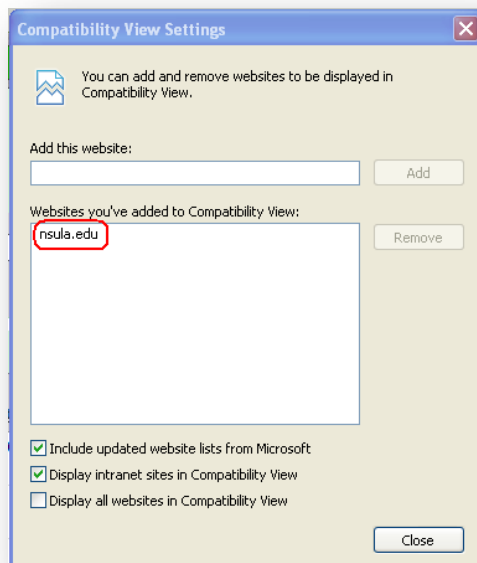 Compatibility View Settings
You can add and remove websites to be displayed in
Compatibility View.
Add this website:
Add
Websites you've added to Compatibility View:
nsula.edu
Remove
Include updated website lists from Microsoft
Display intranet sites in Compatibility View
Display all websites in Compatibility View
Close